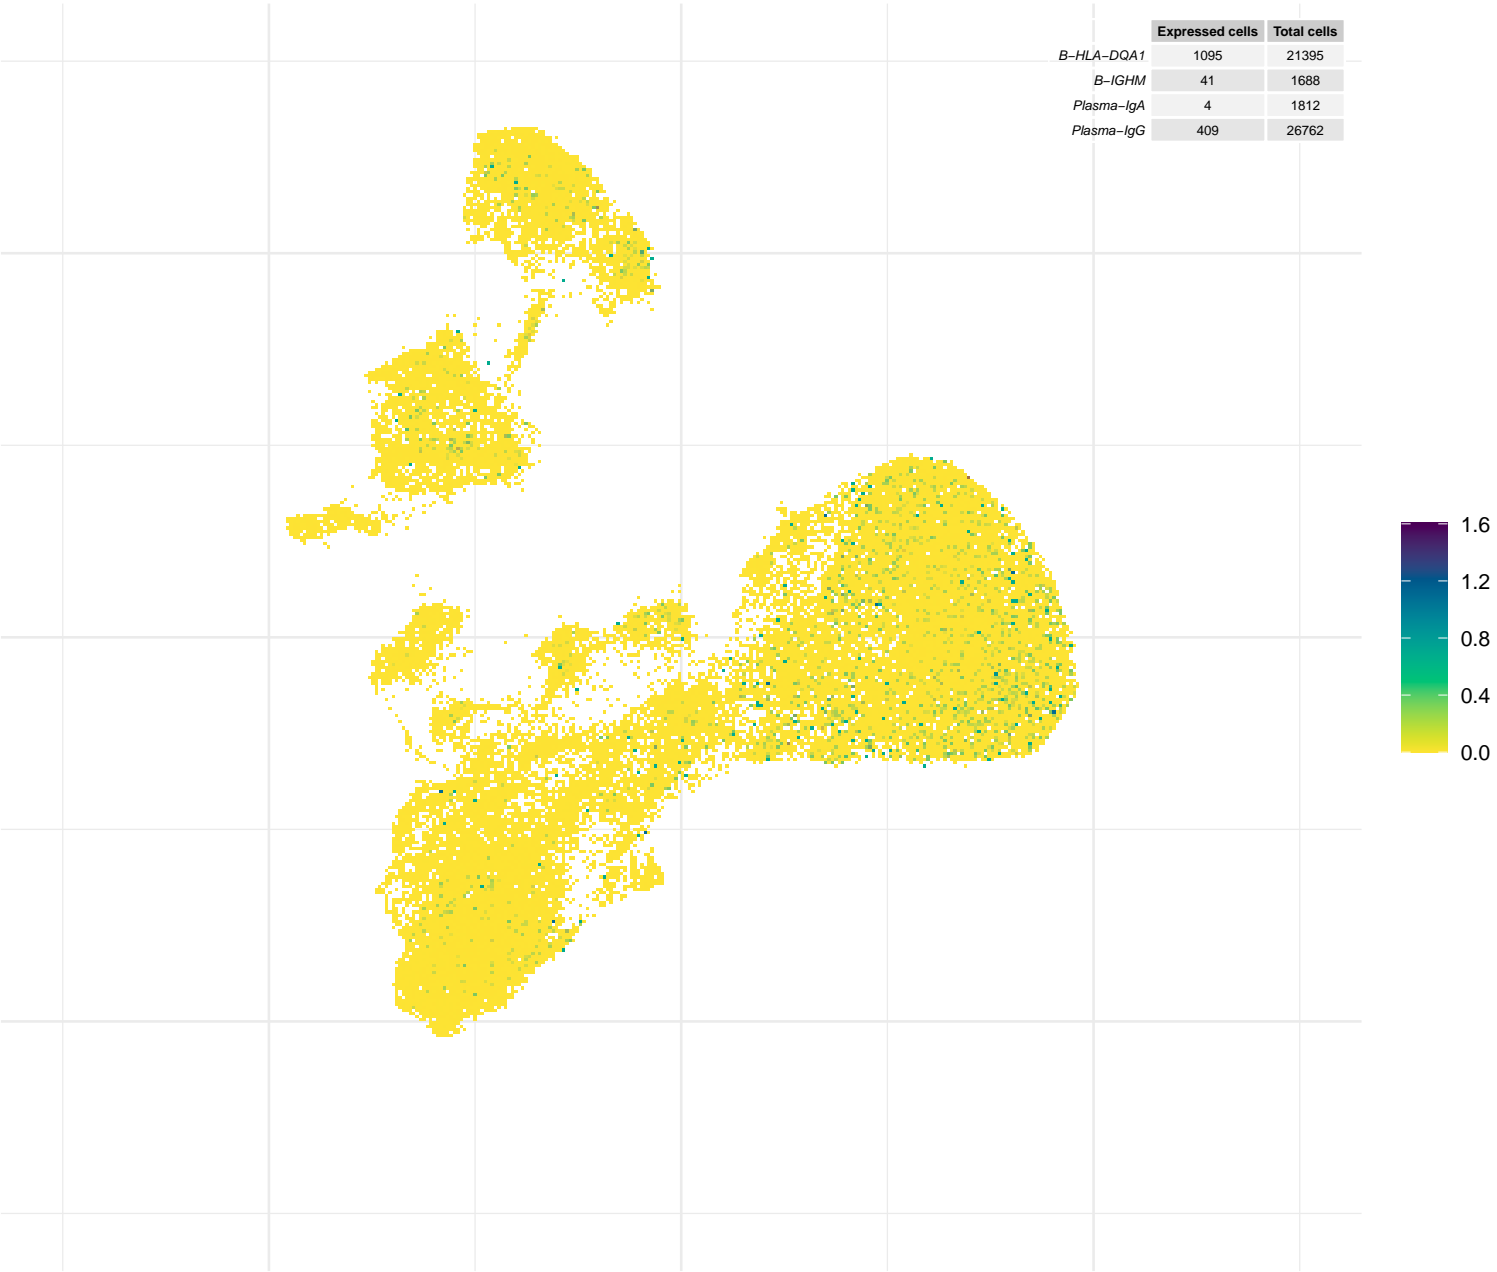 Expressed cells Total cells
B–HLA–DQA1 1095 21395
B–IGHM 41 1688
Plasma–IgA 4 1812
Plasma–IgG 409 26762
1.6
1.2
0.8
0.4
0.0